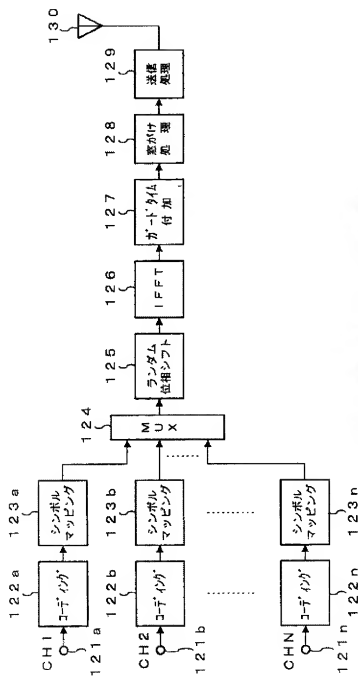 CH1
121a
122a
コーディング
123a
シンボル
マッピング
CH2
121b
122b
コーディング
123b
シンボル
マッピング
CHN
121n
122n
コーディング
123n
シンボル
マッピング
124
MUX
125
ランダム
位相シフト
126
IFFT
127
ガードタイム
付加
128
窓がけ
処理
129
送信
処理
130